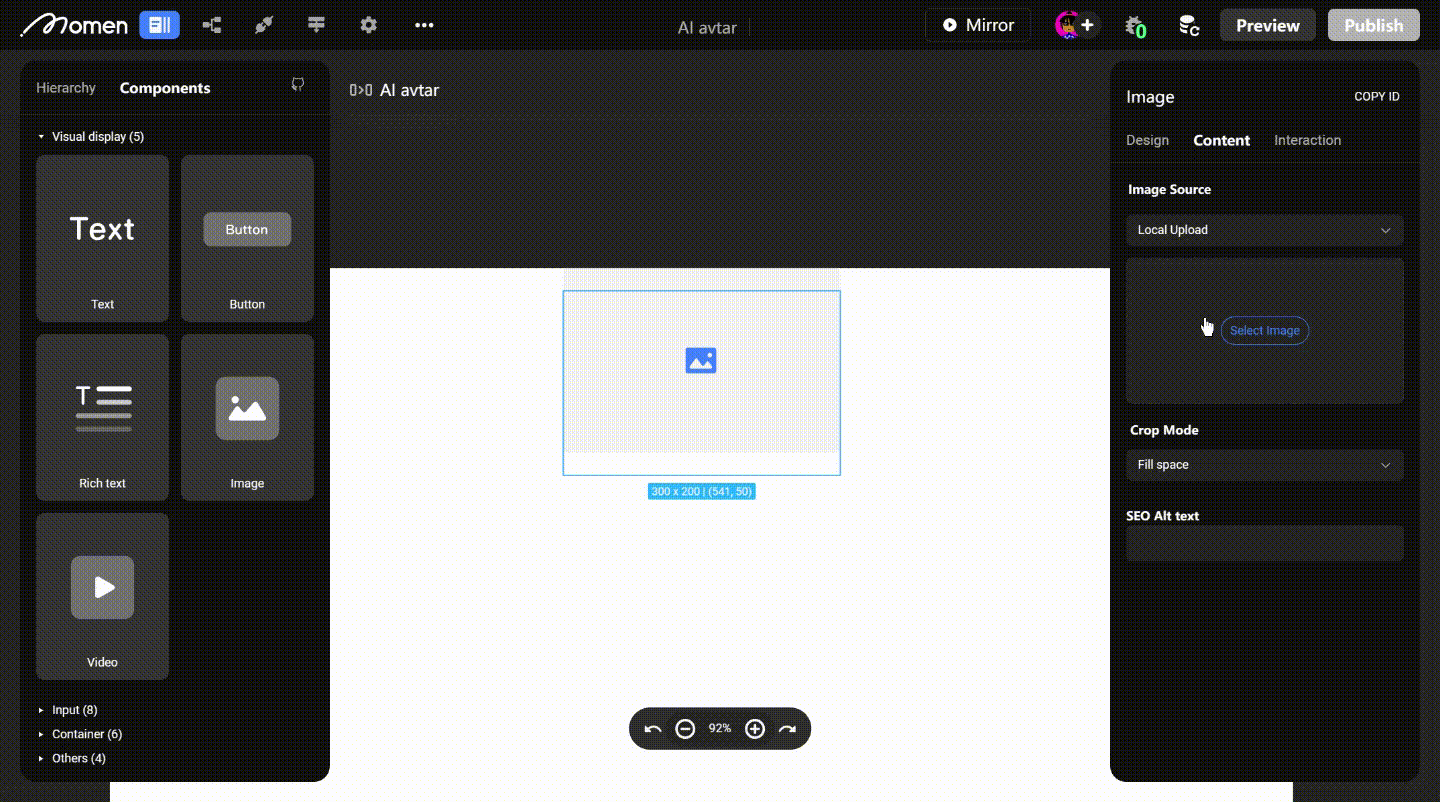 Momen
AI avtar
Mirror
0
C
Preview
Publish
Hierarchy
Components
Visual display (5)
Text
Text
Button
Button
T
Rich text
Image
Video
Input (8)
Container (6)
Others (4)
AI avtar
300 x 200 | (541, 50)
92%
Image
COPY ID
Design
Content
Interaction
Image Source
Local Upload
Select Image
Crop Mode
Fill space
SEO Alt text